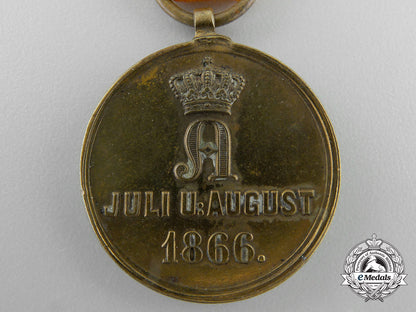 A
JULI U. AUGUST
1866.
eMedals